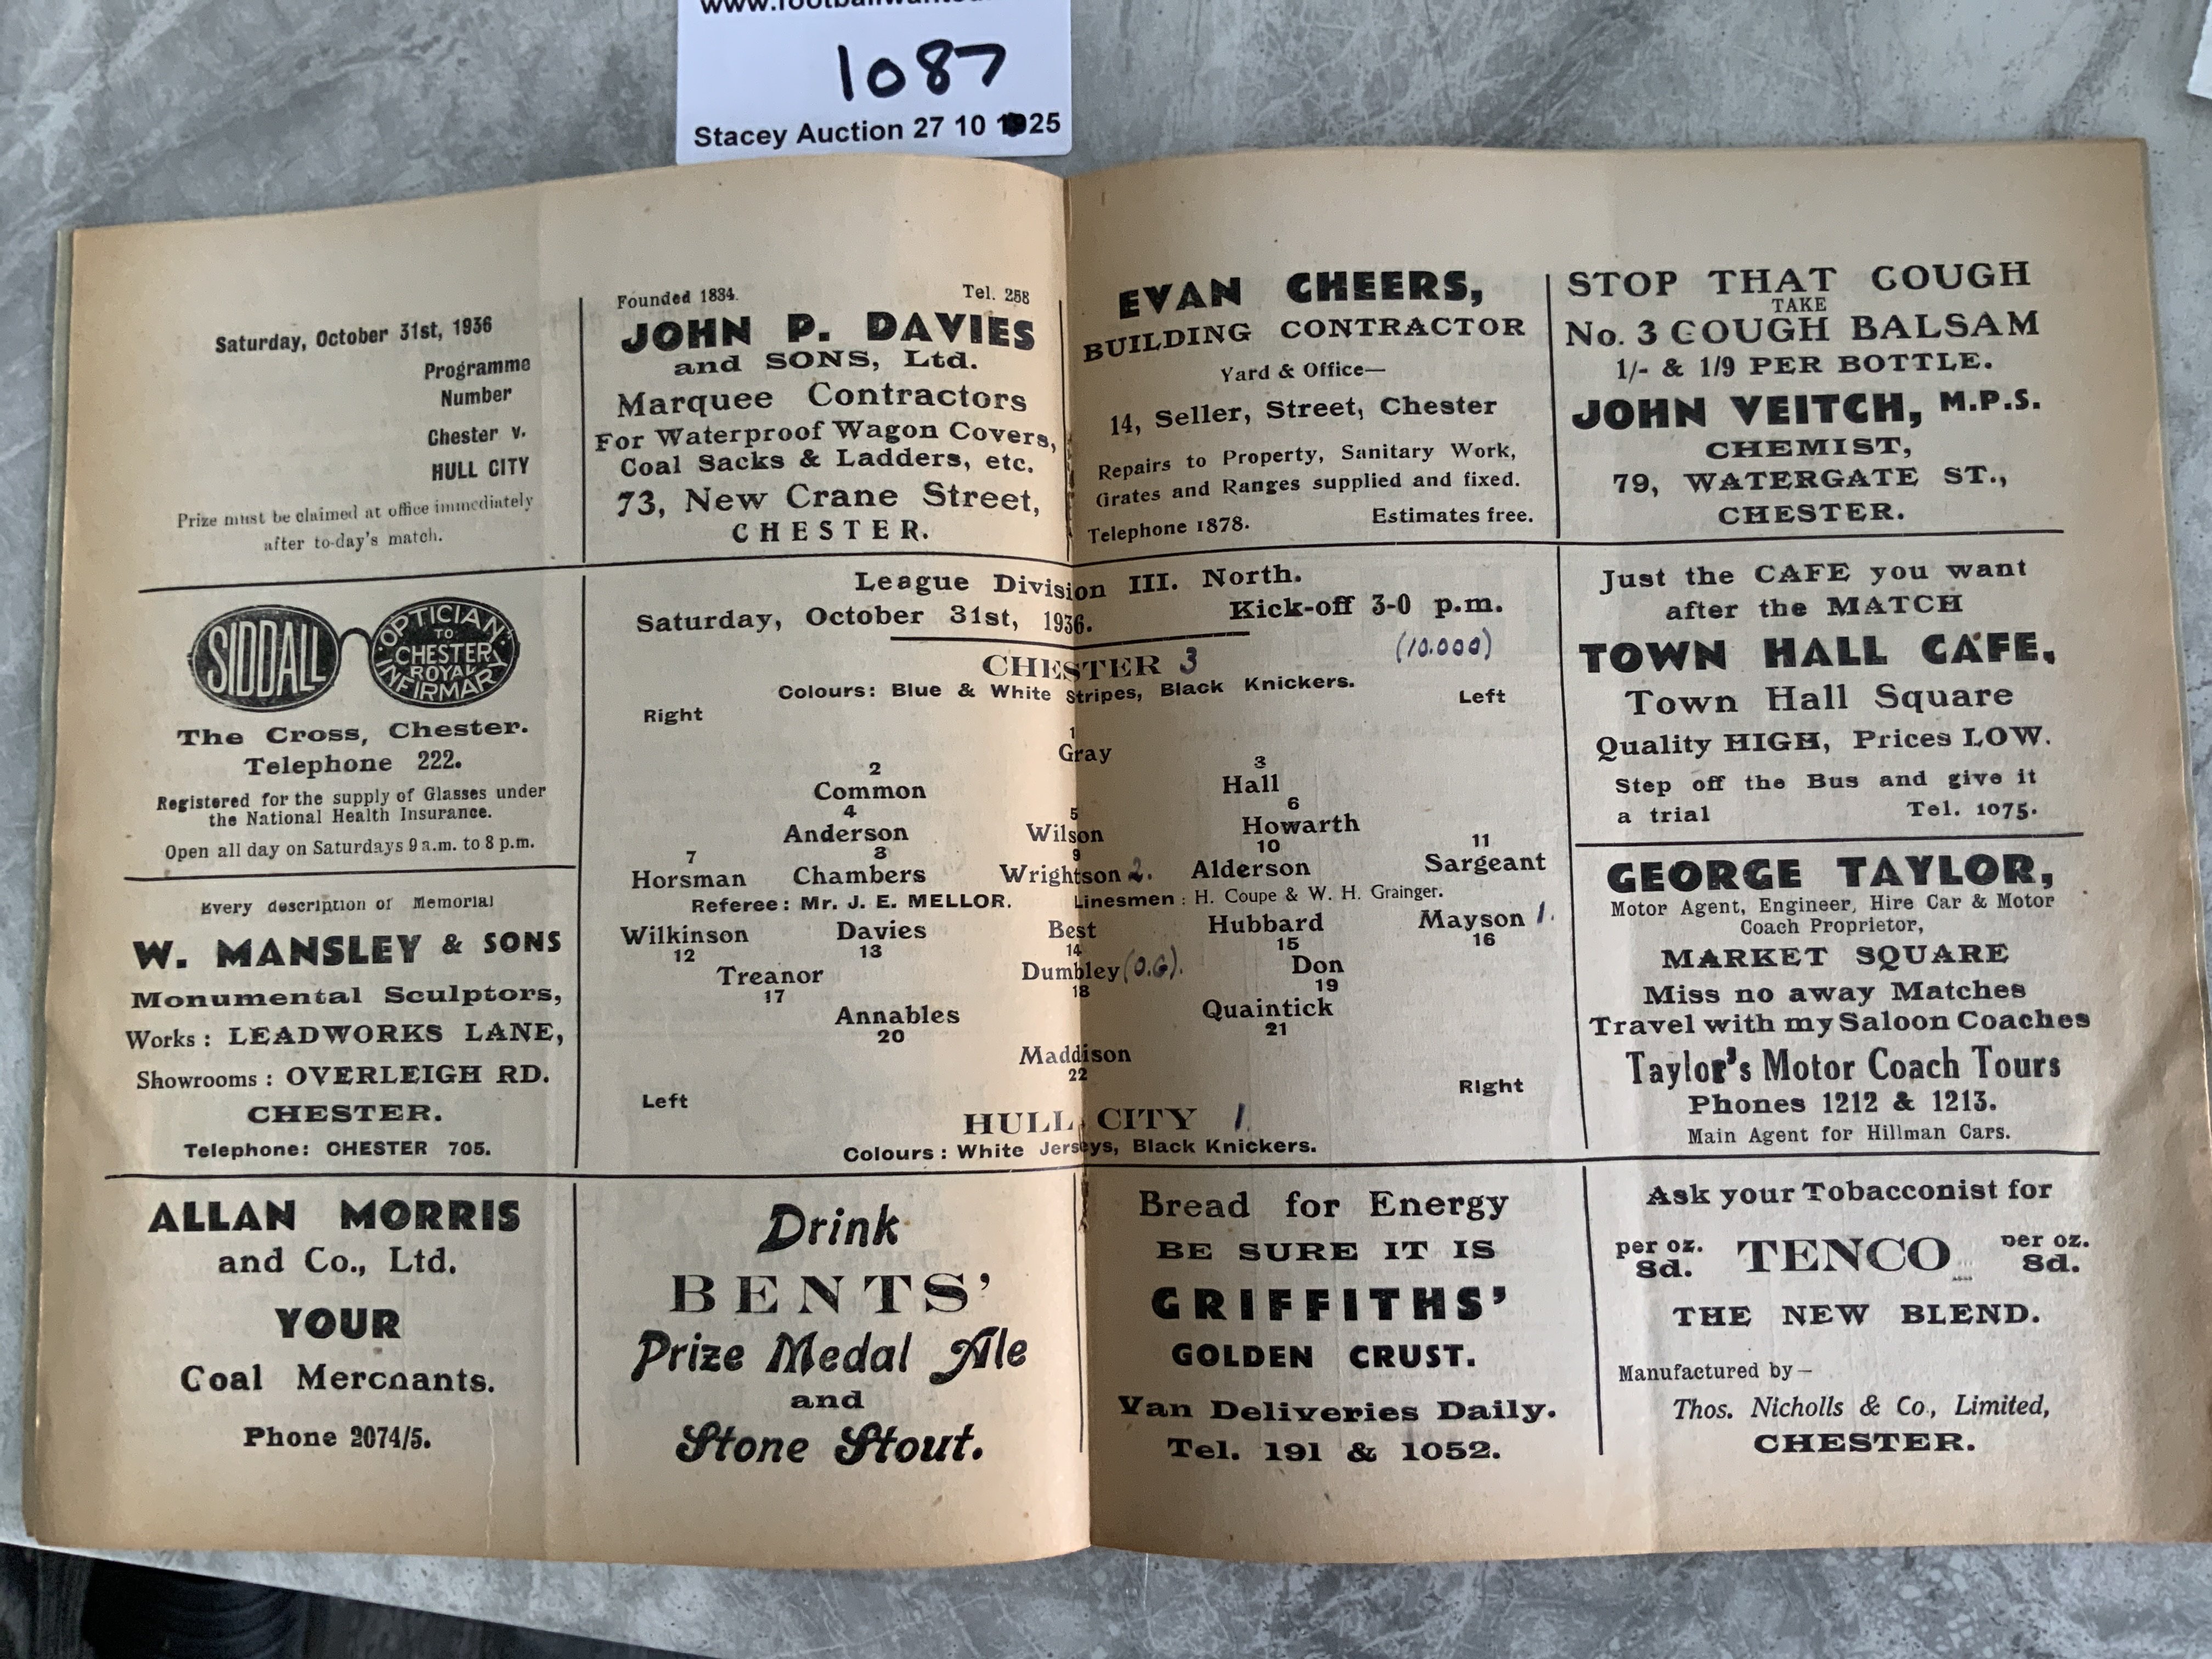 1087
Stacey Auction 27 10 25
Saturday, October 31st, 1936
Programme
Number
Chester v.
HULL CITY
Prize must be claimed at office immediately
after to-day's match.
Founded 1834. Tel. 258
JOHN P. DAVIES
and SONS, Ltd.
Marquee Contractors
For Waterproof Wagon Covers,
Coal Sacks & Ladders, etc.
73, New Crane Street,
CHESTER.
EVAN CHEERS,
BUILDING CONTRACTOR
Yard & Office—
14, Seller, Street, Chester
Repairs to Property, Sanitary Work,
Grates and Ranges supplied and fixed.
Telephone 1878. Estimates free.
STOP THAT COUGH
TAKE
No. 3 COUGH BALSAM
1/- & 1/9 PER BOTTLE.
JOHN VEITCH, M.P.S.
CHEMIST,
79, WATERGATE ST.,
CHESTER.
SIDDALL
OPTICIAN
TO
CHESTER
ROYAL
INFIRMARY
The Cross, Chester.
Telephone 222.
Registered for the supply of Glasses under
the National Health Insurance.
Open all day on Saturdays 9 a.m. to 8 p.m.
Every description of Memorial
W. MANSLEY & SONS
Monumental Sculptors,
Works : LEADWORKS LANE,
Showrooms : OVERLEIGH RD.
CHESTER.
Telephone: CHESTER 705.
League Division III. North.
Saturday, October 31st, 1936. Kick-off 3-0 p.m.
(10.000)
CHESTER 3
Colours: Blue & White Stripes, Black Knickers.
Right Left
1
Gray
2 3
Common Hall
4 5 6
Anderson Wilson Howarth
7 8 9 10 11
Horsman Chambers Wrightson 2. Alderson Sargeant
Referee: Mr. J. E. MELLOR. Linesmen : H. Coupe & W. H. Grainger.
Wilkinson Davies Best Hubbard Mayson 1.
12 13 14 15 16
Treanor Dumbley (O.G). Don
17 18 19
Annables Quaintick
20 21
Maddison
22
Left Right
HULL CITY 1.
Colours : White Jerseys, Black Knickers.
Just the CAFE you want
after the MATCH
TOWN HALL CAFE,
Town Hall Square
Quality HIGH, Prices LOW.
Step off the Bus and give it
a trial Tel. 1075.
GEORGE TAYLOR,
Motor Agent, Engineer, Hire Car & Motor
Coach Proprietor,
MARKET SQUARE
Miss no away Matches
Travel with my Saloon Coaches
Taylor's Motor Coach Tours
Phones 1212 & 1213.
Main Agent for Hillman Cars.
ALLAN MORRIS
and Co., Ltd.
YOUR
Coal Merchants.
Phone 2074/5.
Drink
BENTS'
Prize Medal Ale
and
Stone Stout.
Bread for Energy
BE SURE IT IS
GRIFFITHS'
GOLDEN CRUST.
Van Deliveries Daily.
Tel. 191 & 1052.
Ask your Tobacconist for
per oz. TENCO per oz.
8d. 8d.
THE NEW BLEND.
Manufactured by—
Thos. Nicholls & Co., Limited,
CHESTER.